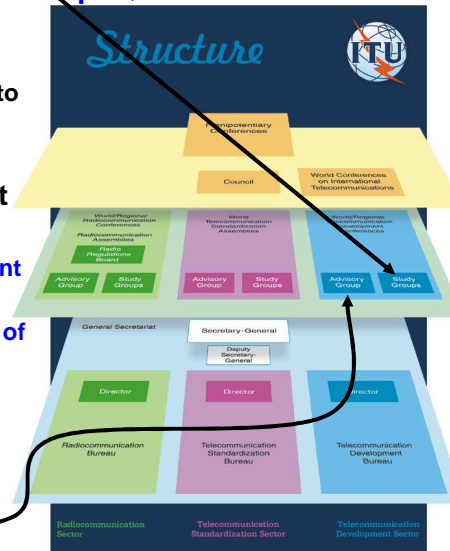 Structure
ITU
to
Plenipotentiary
Conferences
t
Council
World Conferences
on International
Telecommunications
World/Regional
Radiocommunication
Conferences
Radiocommunication
Assemblies
Radio
Regulations
Board
Advisory
Group
Study
Groups
World
Telecommunication
Standardization
Assemblies
Advisory
Group
Study
Groups
World/Regional
Telecommunication
Development
Conferences
Advisory
Group
Study
Groups
nt
of
General Secretariat
Secretary-General
Deputy
Secretary-
General
Director
Director
Director
Radiocommunication
Bureau
Telecommunication
Standardization
Bureau
Telecommunication
Development
Bureau
Radiocommunication
Sector
Telecommunication
Standardization Sector
Telecommunication
Development Sector